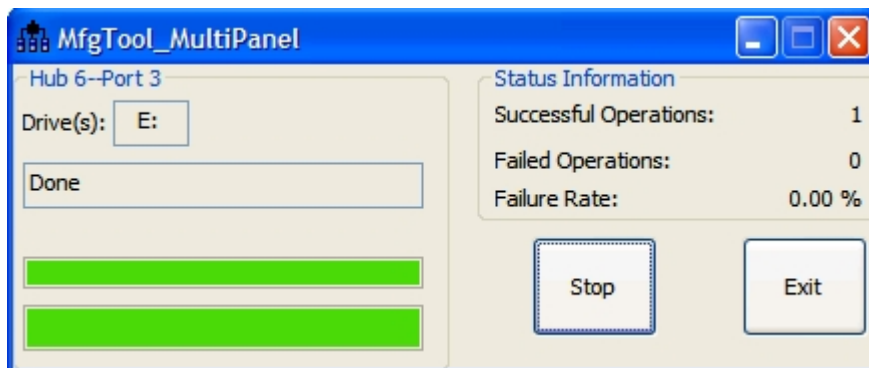 MfgTool_MultiPanel
Hub 6--Port 3
Drive(s): E:
Done
Status Information
Successful Operations: 1
Failed Operations: 0
Failure Rate: 0.00 %
Stop
Exit